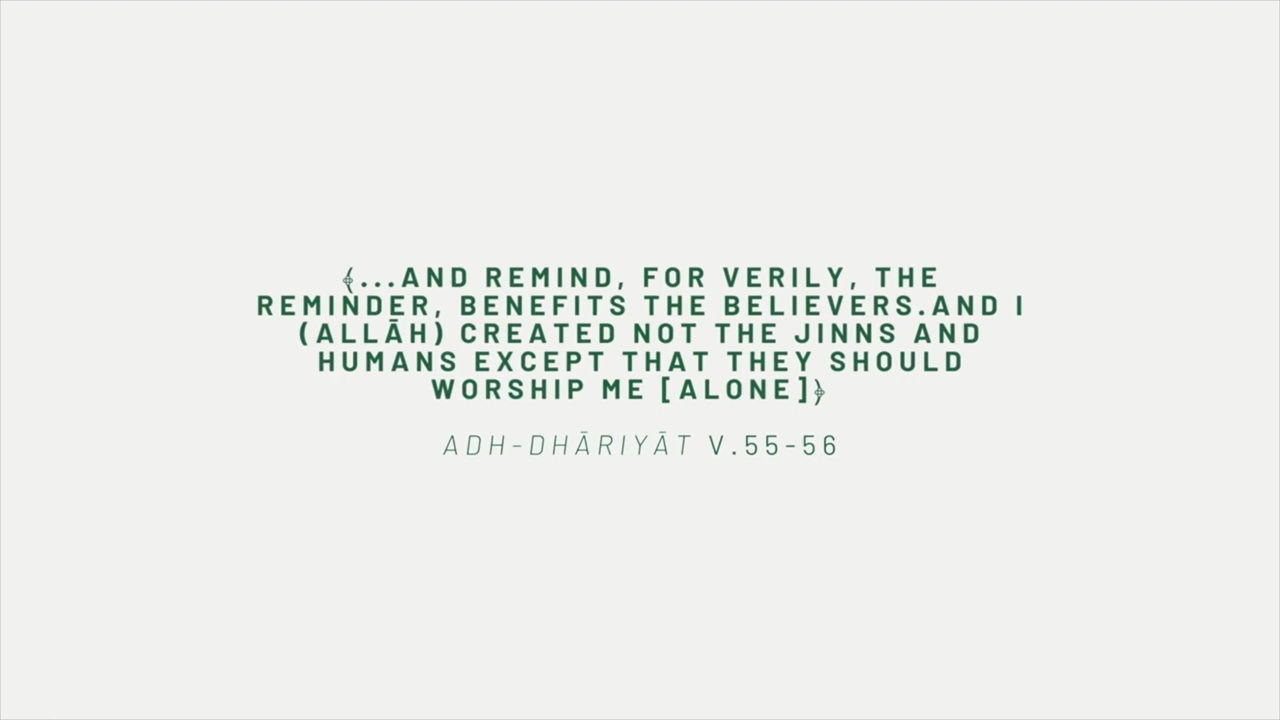 ﴾...AND REMIND, FOR VERILY, THE
REMINDER, BENEFITS THE BELIEVERS.AND I
(ALLĀH) CREATED NOT THE JINNS AND
HUMANS EXCEPT THAT THEY SHOULD
WORSHIP ME [ALONE]﴿
ADH-DHĀRIYĀT V.55-56